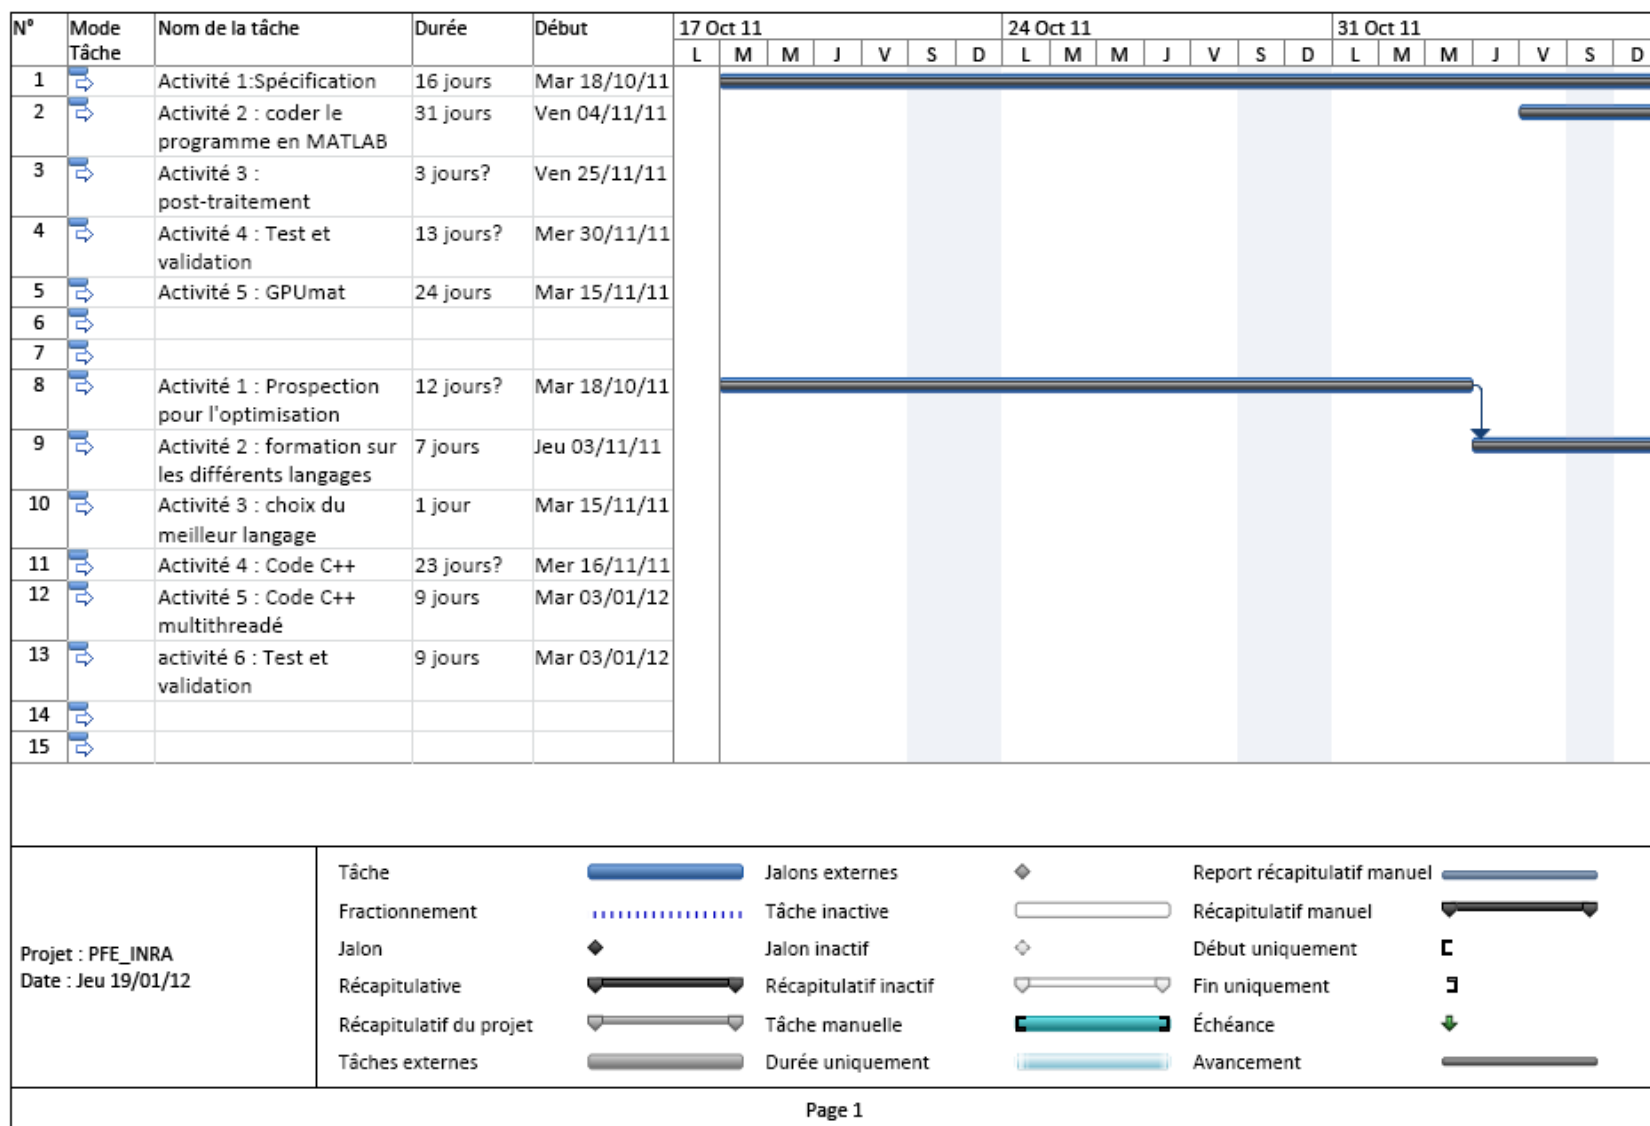 N° Mode Nom de la tâche Durée Début 17 Oct 11 24 Oct 11 31 Oct 11
Tâche L M M J V S D L M M J V S D L M M J V S D
1 Activité 1:Spécification 16 jours Mar 18/10/11
2 Activité 2 : coder le 31 jours Ven 04/11/11
programme en MATLAB
3 Activité 3 : 3 jours? Ven 25/11/11
post-traitement
4 Activité 4 : Test et 13 jours? Mer 30/11/11
validation
5 Activité 5 : GPUmat 24 jours Mar 15/11/11
6
7
8 Activité 1 : Prospection 12 jours? Mar 18/10/11
pour l'optimisation
9 Activité 2 : formation sur 7 jours Jeu 03/11/11
les différents langages
10 Activité 3 : choix du 1 jour Mar 15/11/11
meilleur langage
11 Activité 4 : Code C++ 23 jours? Mer 16/11/11
12 Activité 5 : Code C++ 9 jours Mar 03/01/12
multithreadé
13 activité 6 : Test et 9 jours Mar 03/01/12
validation
14
15
Projet : PFE_INRA
Date : Jeu 19/01/12
Tâche Jalons externes Report récapitulatif manuel
Fractionnement Tâche inactive Récapitulatif manuel
Jalon Jalon inactif Début uniquement
Récapitulative Récapitulatif inactif Fin uniquement
Récapitulatif du projet Tâche manuelle Échéance
Tâches externes Durée uniquement Avancement
Page 1